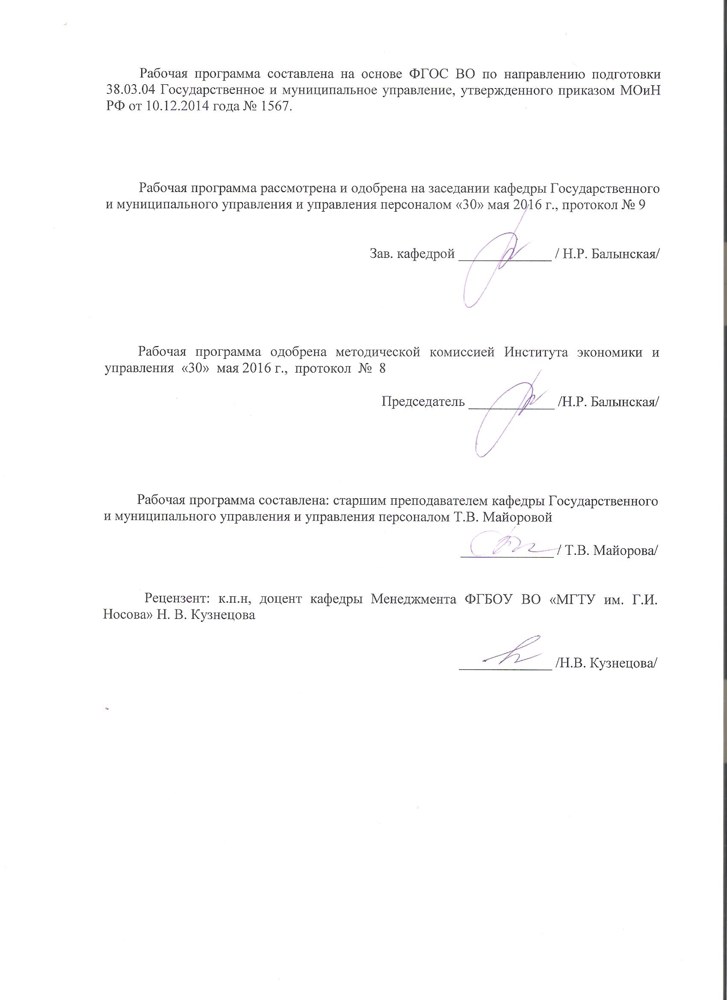 Рабочая программа составлена на основе ФГОС ВО по направлению подготовки
38.03.04 Государственное и муниципальное управление, утвержденного приказом МОиН
РФ от 10.12.2014 года № 1567.
Рабочая программа рассмотрена и одобрена на заседании кафедры Государственного
и муниципального управления и управления персоналом «30» мая 2016 г., протокол № 9
Зав. кафедрой _____________ / Н.Р. Балынская/
Рабочая программа одобрена методической комиссией Института экономики и
управления «30» мая 2016 г., протокол № 8
Председатель ____________ /Н.Р. Балынская/
Рабочая программа составлена: старшим преподавателем кафедры Государственного
и муниципального управления и управления персоналом Т.В. Майоровой
_____________ / Т.В. Майорова/
Рецензент: к.п.н, доцент кафедры Менеджмента ФГБОУ ВО «МГТУ им. Г.И.
Носова» Н. В. Кузнецова
_____________ /Н.В. Кузнецова/